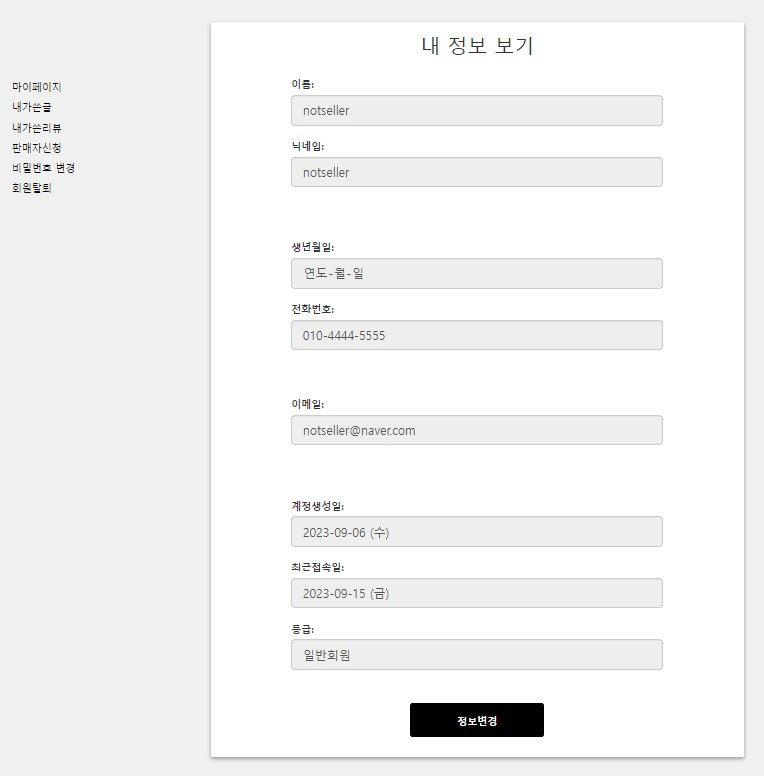 내 정보 보기
마이페이지
내가쓴글
내가쓴리뷰
판매자신청
비밀번호 변경
회원탈퇴
이름:
notseller
닉네임:
notseller
생년월일:
연도-월-일
전화번호:
010-4444-5555
이메일:
notseller@naver.com
계정생성일:
2023-09-06 (수)
최근접속일:
2023-09-15 (금)
등급:
일반회원
정보변경